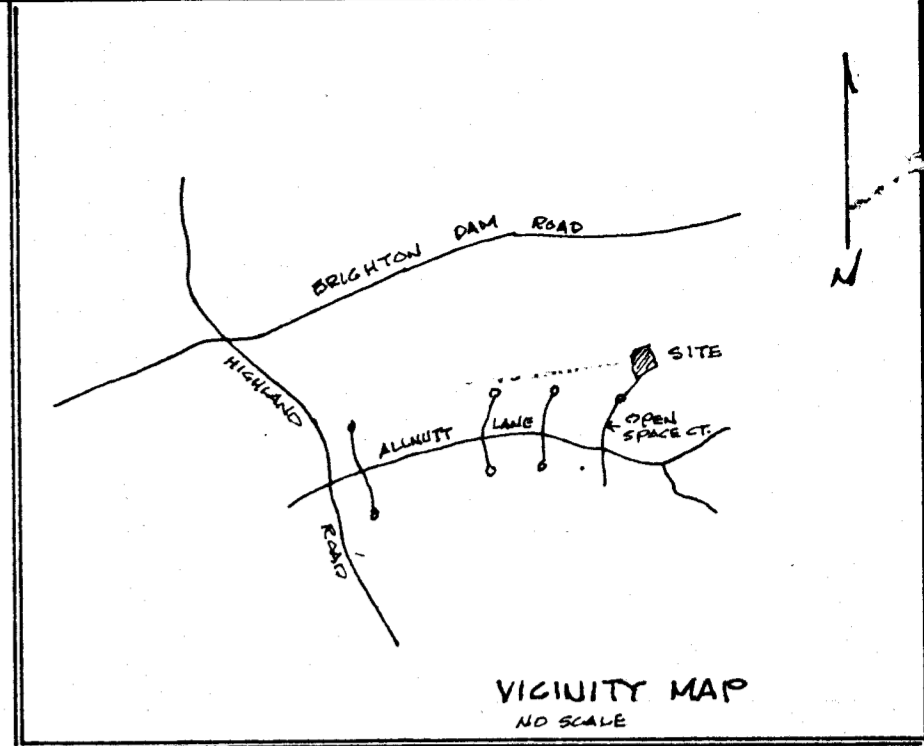 BRIGHTON DAM ROAD
N
HIGHLAND ROAD
SITE
OPEN
SPACE CT.
ALLNUTT LANE
VICINITY MAP
NO SCALE